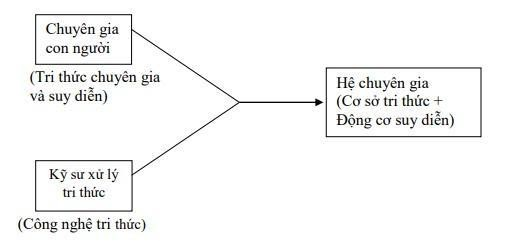 Chuyên gia
con người
(Tri thức chuyên gia
và suy diễn)
Hệ chuyên gia
(Cơ sở tri thức +
Động cơ suy diễn)
Kỹ sư xử lý
tri thức
(Công nghệ tri thức)